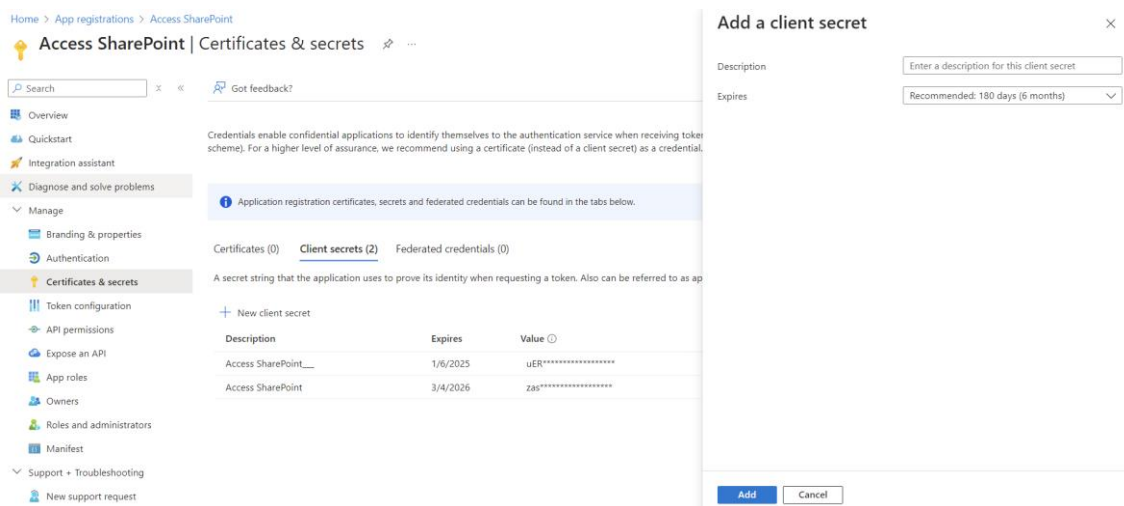 Home > App registrations > Access SharePoint
Access SharePoint | Certificates & secrets
Search
Overview
Quickstart
Integration assistant
Diagnose and solve problems
Manage
Branding & properties
Authentication
Certificates & secrets
Token configuration
API permissions
Expose an API
App roles
Owners
Roles and administrators
Manifest
Support + Troubleshooting
New support request
Got feedback?
Credentials enable confidential applications to identify themselves to the authentication service when receiving toke
scheme). For a higher level of assurance, we recommend using a certificate (instead of a client secret) as a credential.
Application registration certificates, secrets and federated credentials can be found in the tabs below.
Certificates (0) Client secrets (2) Federated credentials (0)
A secret string that the application uses to prove its identity when requesting a token. Also can be referred to as ap
New client secret
Description Expires Value
Access SharePoint__ 1/6/2025 uER******************
Access SharePoint 3/4/2026 zas******************
Add a client secret
Description Enter a description for this client secret
Expires Recommended: 180 days (6 months)
Add Cancel